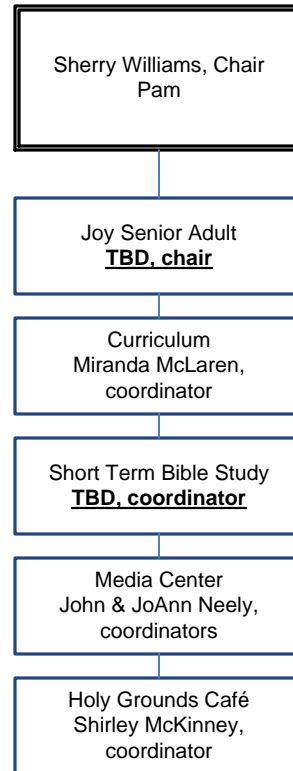 Sherry Williams, Chair
Pam
Joy Senior Adult
TBD, chair
Curriculum
Miranda McLaren,
coordinator
Short Term Bible Study
TBD, coordinator
Media Center
John & JoAnn Neely,
coordinators
Holy Grounds Café
Shirley McKinney,
coordinator